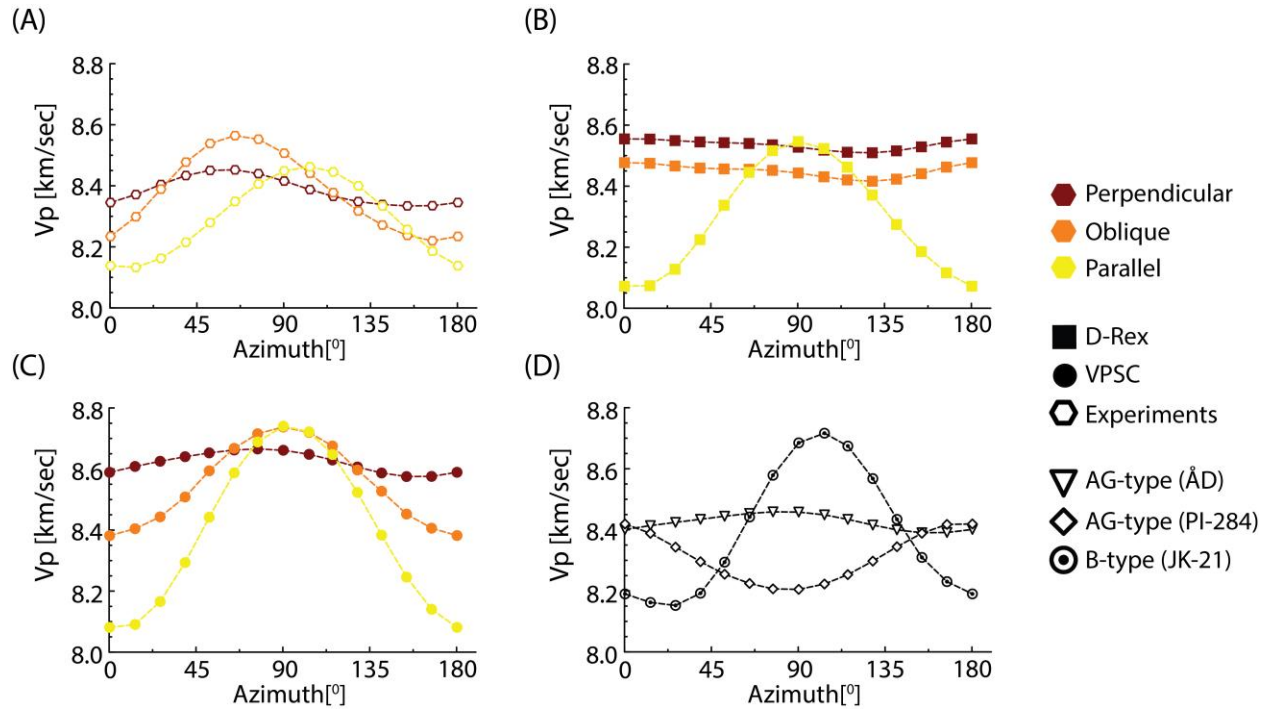 (A)
Vp [km/sec]
8.8
8.6
8.4
8.2
8.0
0 45 90 135 180
Azimuth[⁰]
(B)
Vp [km/sec]
8.8
8.6
8.4
8.2
8.0
0 45 90 135 180
Azimuth[⁰]
(C)
Vp [km/sec]
8.8
8.6
8.4
8.2
8.0
0 45 90 135 180
Azimuth[⁰]
(D)
Vp [km/sec]
8.8
8.6
8.4
8.2
8.0
0 45 90 135 180
Azimuth[⁰]
Perpendicular
Oblique
Parallel
D-Rex
VPSC
Experiments
AG-type (ÅD)
AG-type (PI-284)
B-type (JK-21)